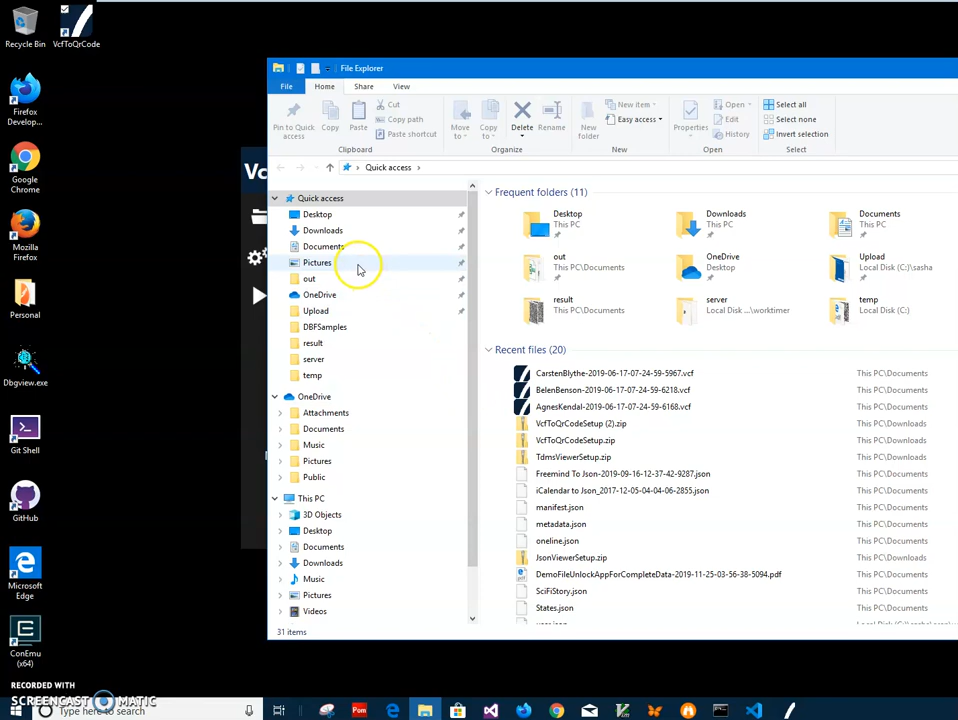 Recycle Bin
VcfToQrCode
Firefox
Develop...
Google
Chrome
Mozilla
Firefox
Personal
Dbgview.exe
Git Shell
GitHub
Microsoft
Edge
ConEmu
(x64)
File Explorer
File
Home
Share
View
Pin to Quick
access
Copy
Paste
Cut
Copy path
Paste shortcut
Clipboard
Move
to
Copy
to
Delete
Rename
Organize
New
folder
New item
Easy access
New
Properties
Open
Edit
History
Open
Select all
Select none
Invert selection
Select
Quick access
Quick access
Desktop
Downloads
Documents
Pictures
out
OneDrive
Upload
DBFSamples
result
server
temp
OneDrive
Attachments
Documents
Music
Pictures
Public
This PC
3D Objects
Desktop
Documents
Downloads
Music
Pictures
Videos
Frequent folders (11)
Desktop
This PC
Downloads
This PC
Documents
This PC
out
This PC\Documents
OneDrive
Desktop
Upload
Local Disk (C:)\sasha
result
This PC\Documents
server
Local Disk ...\worktimer
temp
Local Disk (C:)
Recent files (20)
CarstenBlythe-2019-06-17-07-24-59-5967.vcf This PC\Documents
BelenBenson-2019-06-17-07-24-59-6218.vcf This PC\Documents
AgnesKendal-2019-06-17-07-24-59-6168.vcf This PC\Documents
VcfToQrCodeSetup (2).zip This PC\Downloads
VcfToQrCodeSetup.zip This PC\Downloads
TdmsViewerSetup.zip This PC\Downloads
Freemind To Json-2019-09-16-12-37-42-9287.json This PC\Documents
iCalendar to Json_2017-12-05-04-04-06-2855.json This PC\Documents
manifest.json This PC\Documents
metadata.json This PC\Documents
oneline.json This PC\Documents
JsonViewerSetup.zip This PC\Downloads
DemoFileUnlockAppForCompleteData-2019-11-25-03-56-38-5094.pdf This PC\Documents
SciFiStory.json This PC\Documents
States.json This PC\Documents
31 items
Vc
RECORDED WITH
SCREENCAST MATIC
Type here to search
Pom